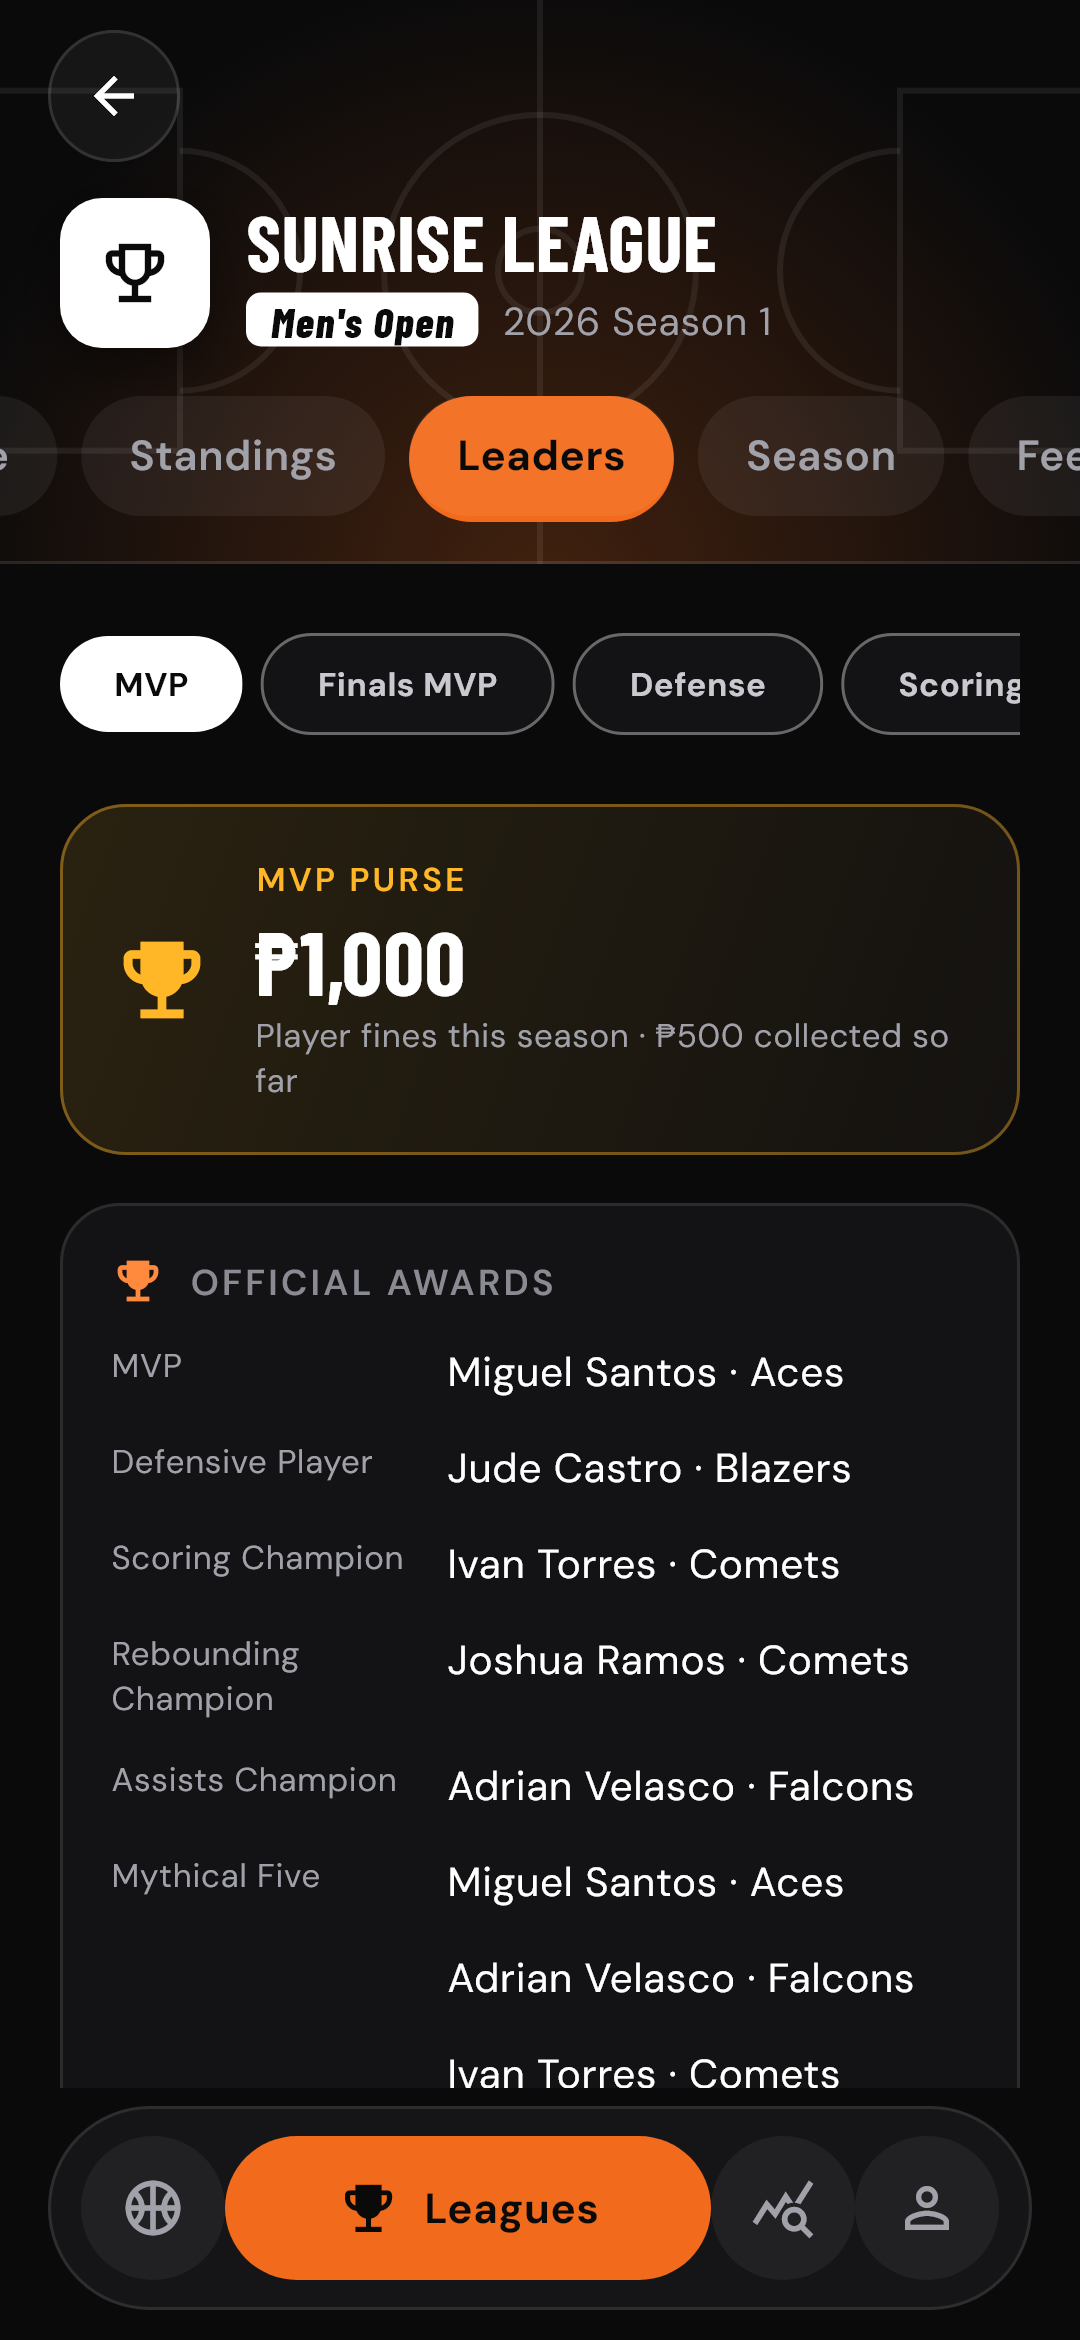 SUNRISE LEAGUE
Men's Open 2026 Season 1
e Standings Leaders Season Fee
MVP Finals MVP Defense Scoring
MVP PURSE
₱1,000
Player fines this season · ₱500 collected so
far
OFFICIAL AWARDS
MVP Miguel Santos · Aces
Defensive Player Jude Castro · Blazers
Scoring Champion Ivan Torres · Comets
Rebounding Joshua Ramos · Comets
Champion
Assists Champion Adrian Velasco · Falcons
Mythical Five Miguel Santos · Aces
Adrian Velasco · Falcons
Ivan Torres · Comets
Leagues